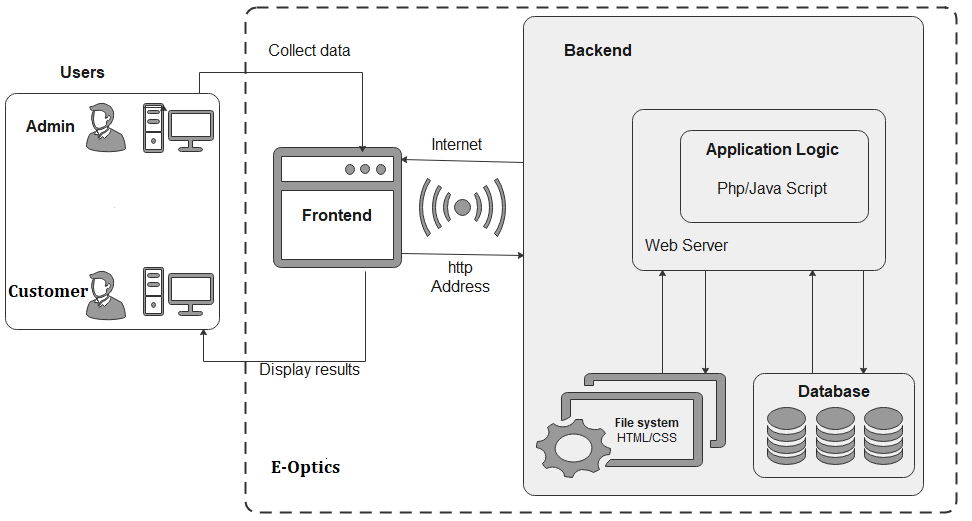 Collect data
Backend
Users
Admin
Application Logic
Internet
Php/Java Script
Frontend
Web Server
http
Address
Customer
Display results
Database
File system
HTML/CSS
E-Optics